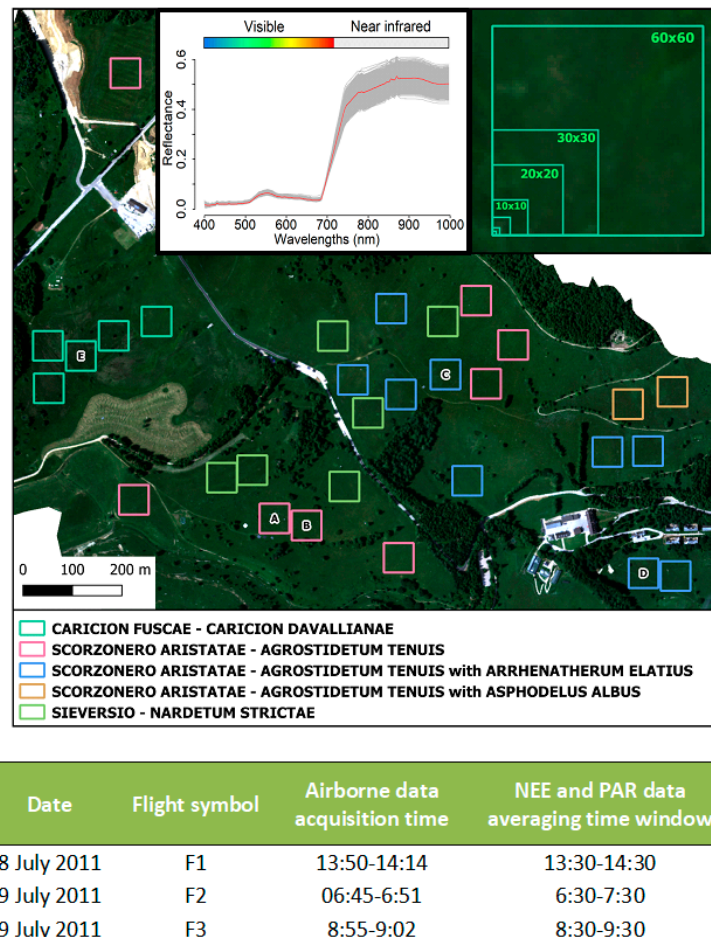 Visible Near infrared
60x60
30x30
20x20
10x10
Reflectance
0.6
0.4
0.2
0.0
400 500 600 700 800 900 1000
Wavelengths (nm)
E
C
A
B
D
0 100 200 m
CARICION FUSCAE - CARICION DAVALLIANAE
SCORZONERO ARISTATAE - AGROSTIDETUM TENUIS
SCORZONERO ARISTATAE - AGROSTIDETUM TENUIS with ARRHENATHERUM ELATIUS
SCORZONERO ARISTATAE - AGROSTIDETUM TENUIS with ASPHODELUS ALBUS
SIEVERSIO - NARDETUM STRICTAE
Date Flight symbol Airborne data acquisition time NEE and PAR data averaging time window
8 July 2011 F1 13:50-14:14 13:30-14:30
9 July 2011 F2 06:45-6:51 6:30-7:30
9 July 2011 F3 8:55-9:02 8:30-9:30